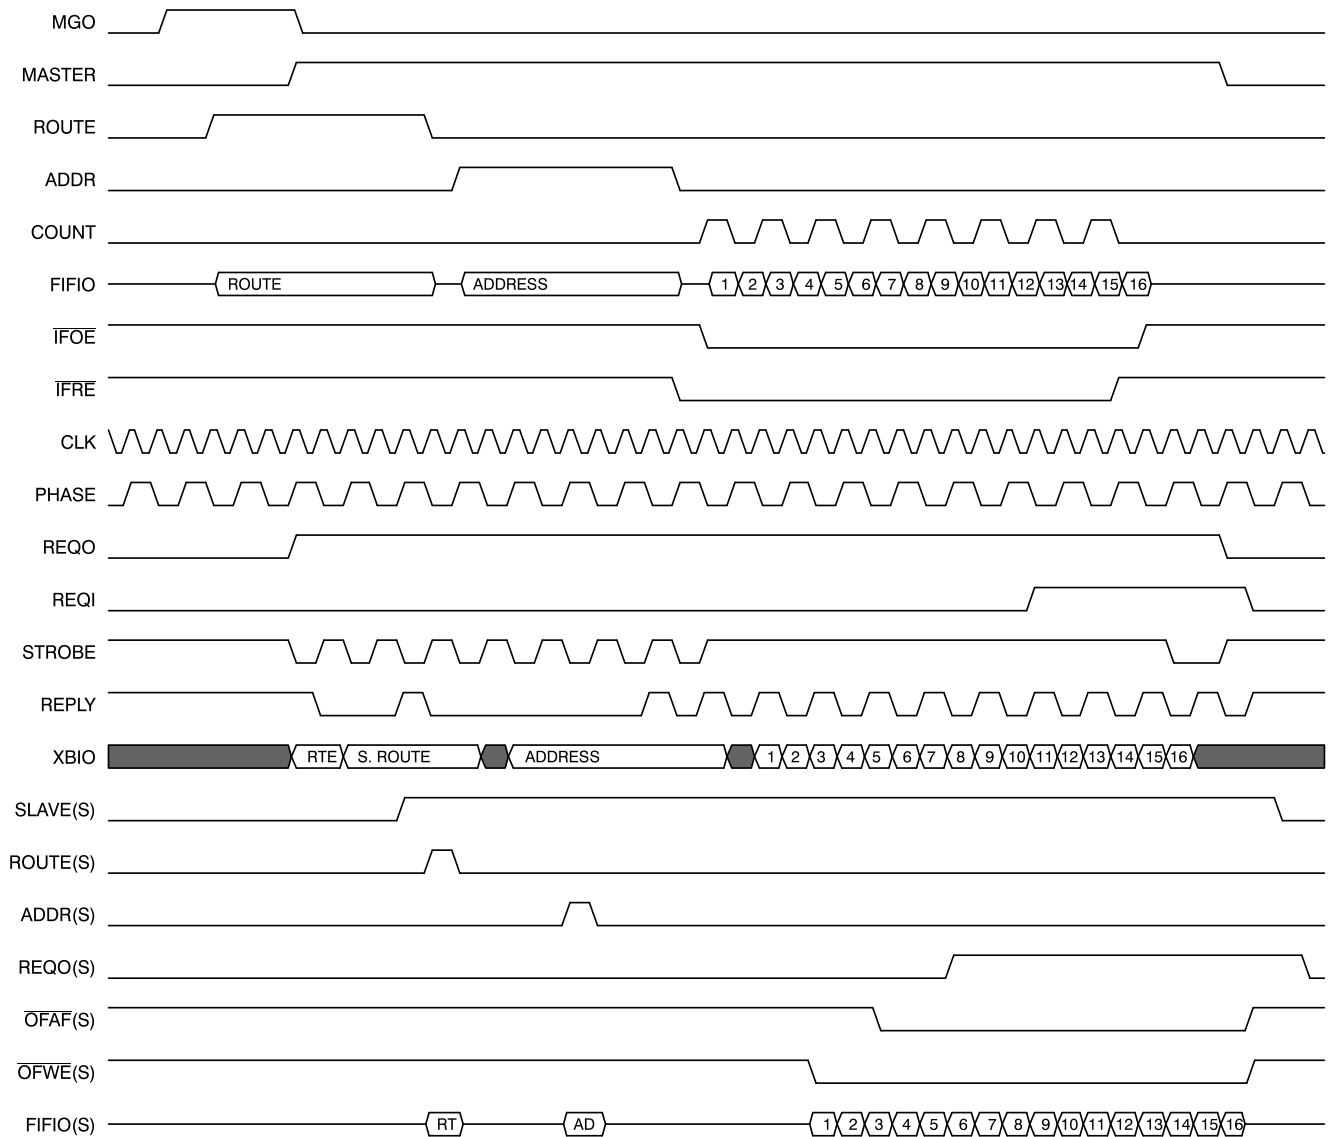 MGO
MASTER
ROUTE
ADDR
COUNT
FIFIO ROUTE ADDRESS 1 2 3 4 5 6 7 8 9 10 11 12 13 14 15 16
IFOE
IFRE
CLK
PHASE
REQO
REQI
STROBE
REPLY
XBIO RTE S. ROUTE ADDRESS 1 2 3 4 5 6 7 8 9 10 11 12 13 14 15 16
SLAVE(S)
ROUTE(S)
ADDR(S)
REQO(S)
OFAF(S)
OFWE(S)
FIFIO(S) RT AD 1 2 3 4 5 6 7 8 9 10 11 12 13 14 15 16